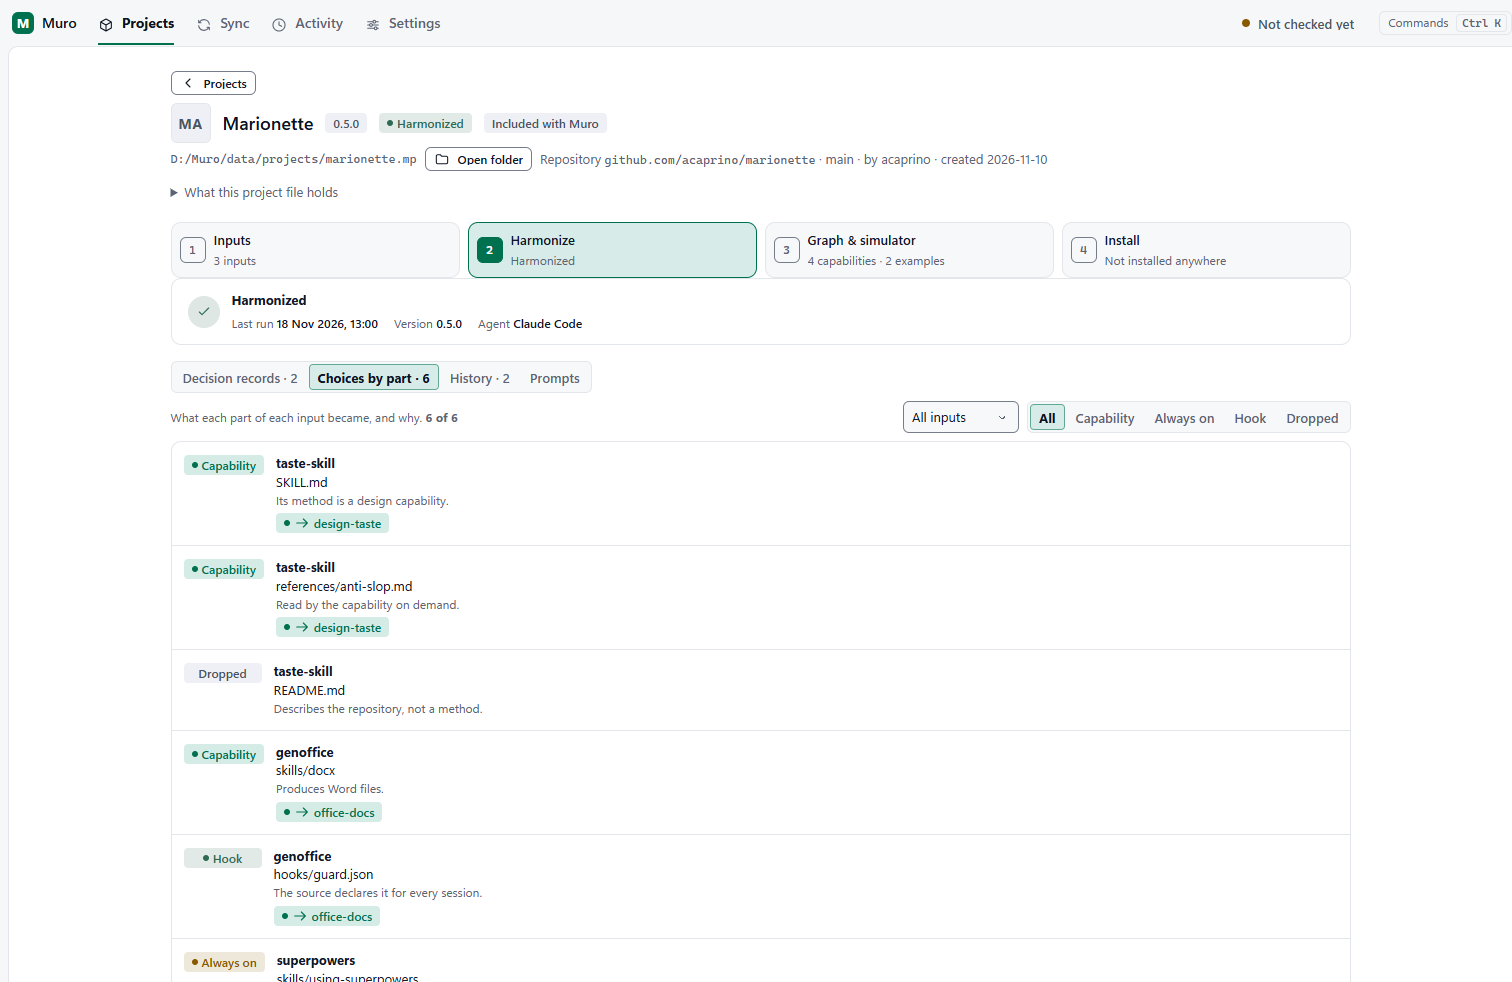 M Muro Projects Sync Activity Settings Not checked yet Commands Ctrl K
Projects
MA Marionette 0.5.0 Harmonized Included with Muro
D:/Muro/data/projects/marionette.mp Open folder Repository github.com/acaprino/marionette · main · by acaprino · created 2026-11-10
What this project file holds
1 Inputs
3 inputs
2 Harmonize
Harmonized
3 Graph & simulator
4 capabilities · 2 examples
4 Install
Not installed anywhere
Harmonized
Last run 18 Nov 2026, 13:00 Version 0.5.0 Agent Claude Code
Decision records · 2 Choices by part · 6 History · 2 Prompts
What each part of each input became, and why. 6 of 6 All inputs All Capability Always on Hook Dropped
Capability taste-skill
SKILL.md
Its method is a design capability.
→ design-taste
Capability taste-skill
references/anti-slop.md
Read by the capability on demand.
→ design-taste
Dropped taste-skill
README.md
Describes the repository, not a method.
Capability genoffice
skills/docx
Produces Word files.
→ office-docs
Hook genoffice
hooks/guard.json
The source declares it for every session.
→ office-docs
Always on superpowers
skills/using-superpowers